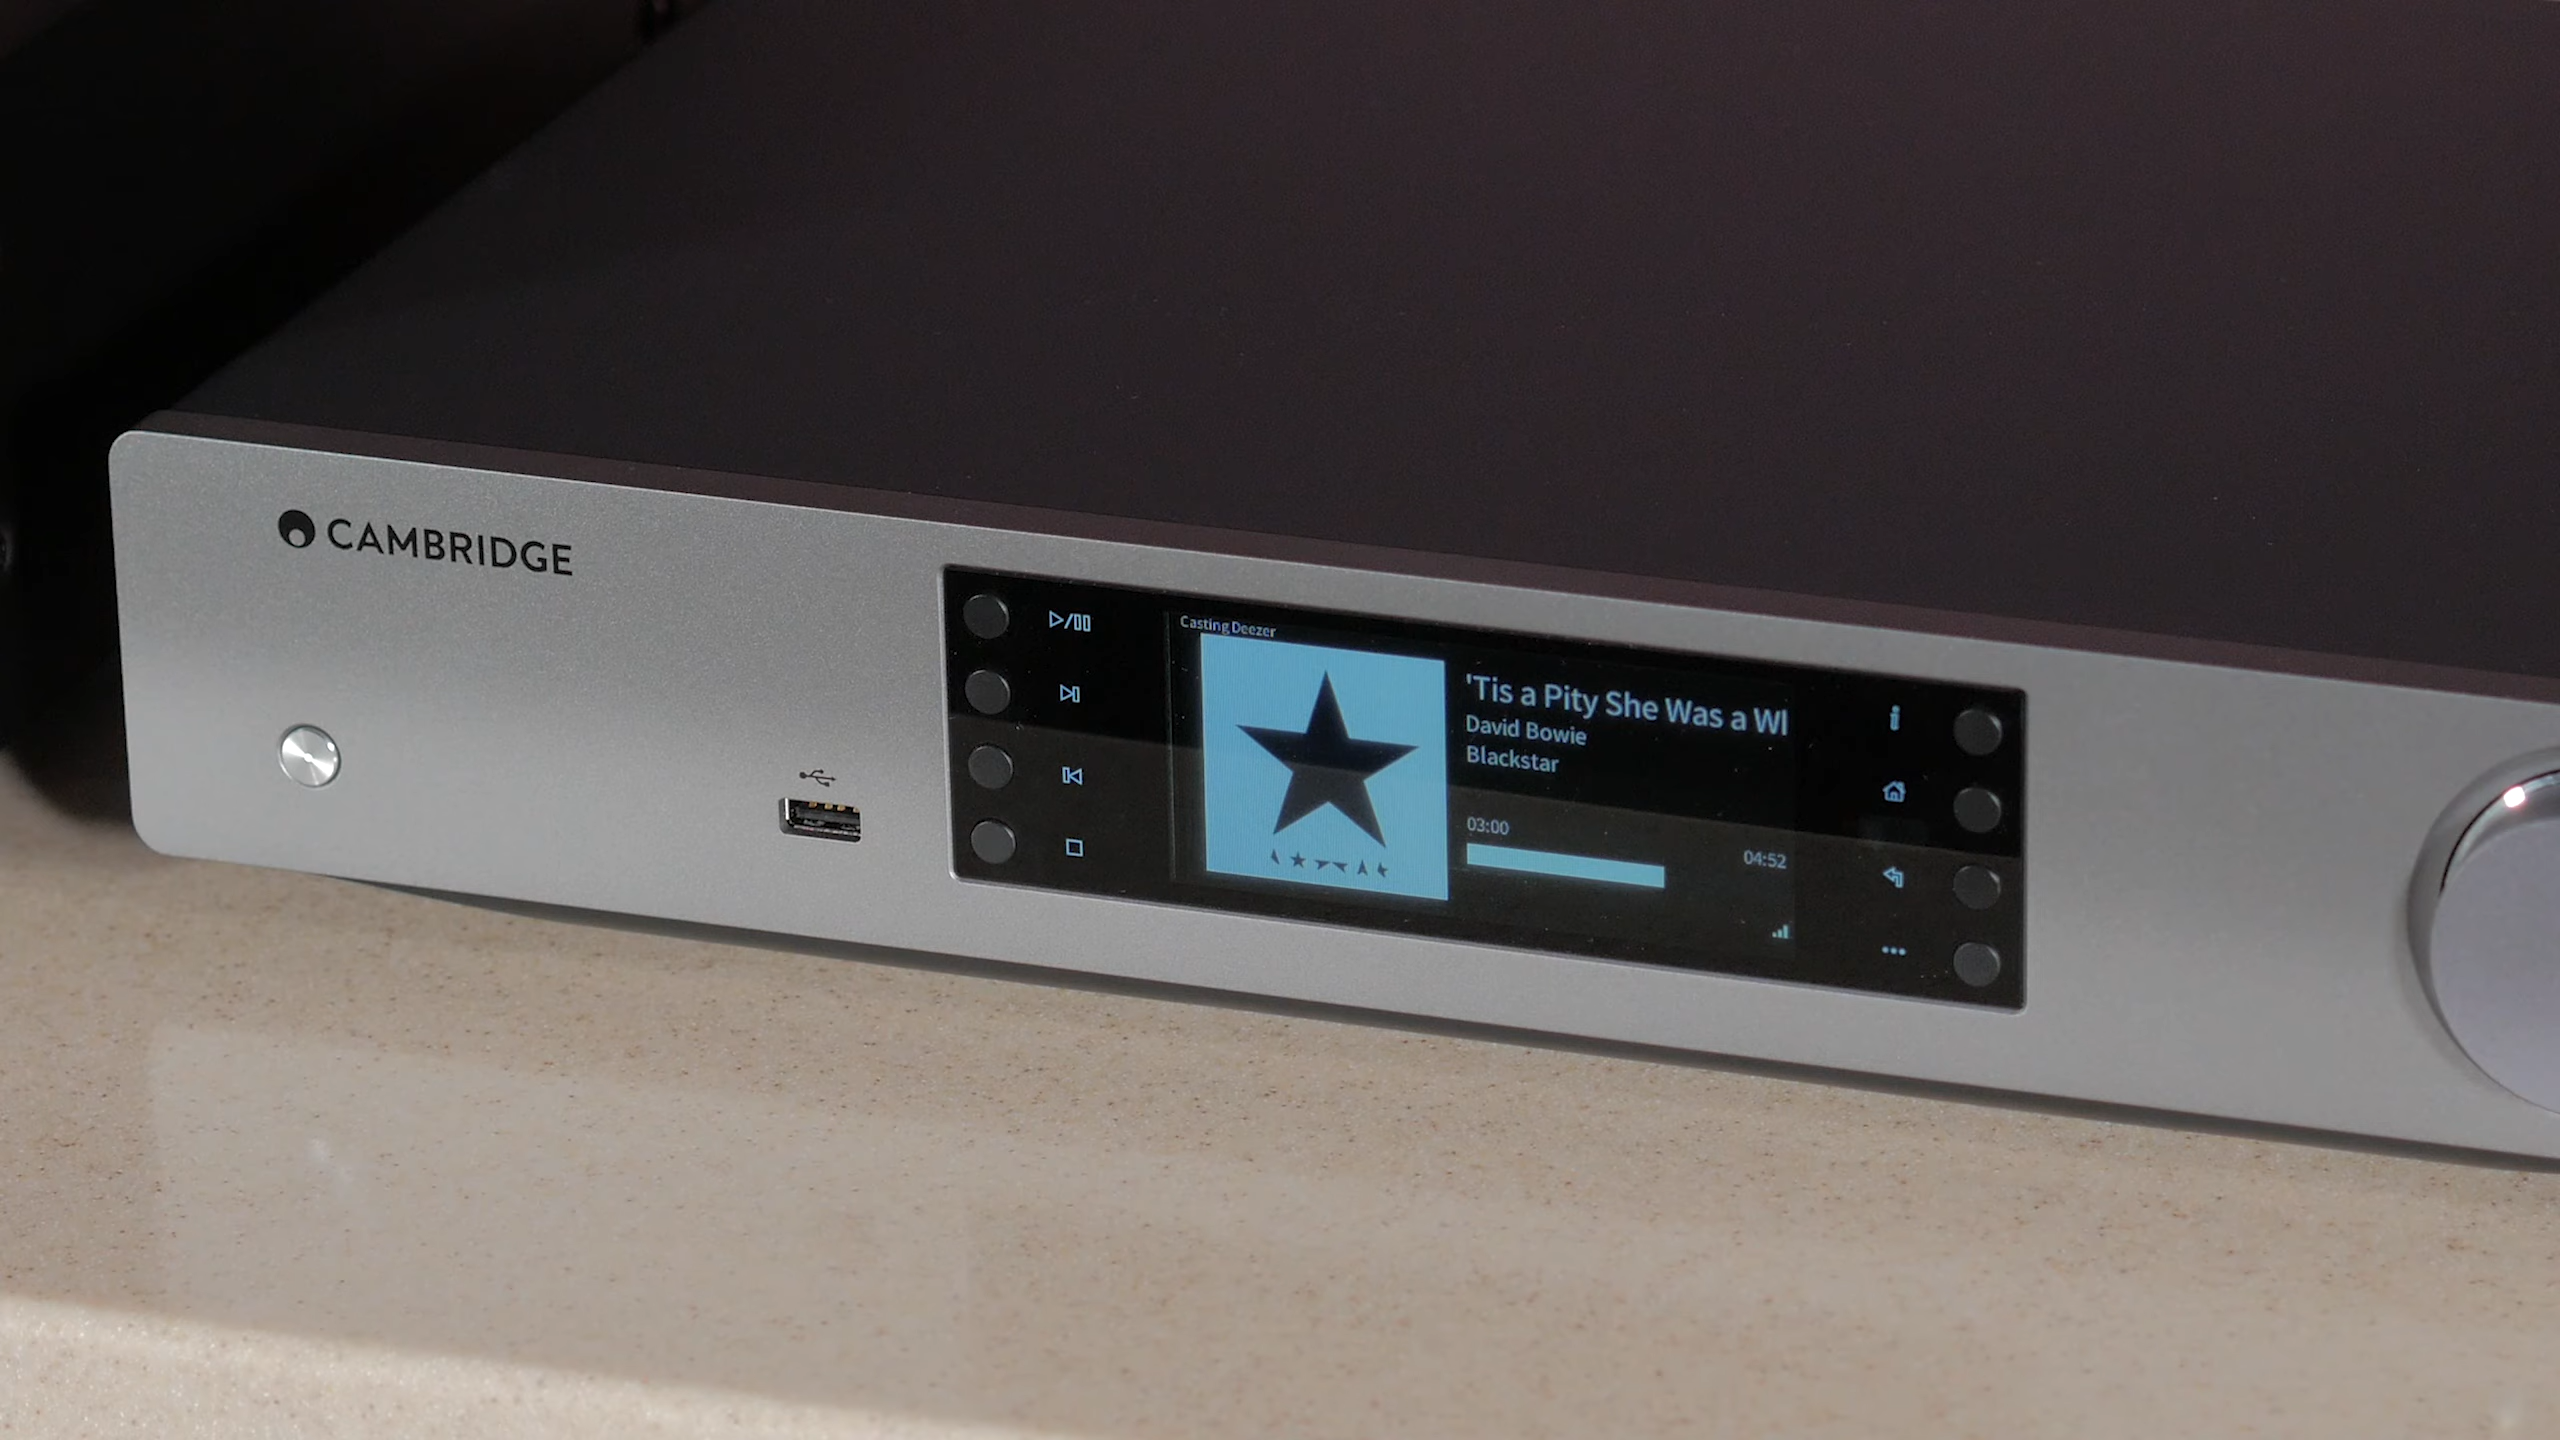 CAMBRIDGE
Casting Deezer
'Tis a Pity She Was a Wl
David Bowie
Blackstar
03:00
04:52